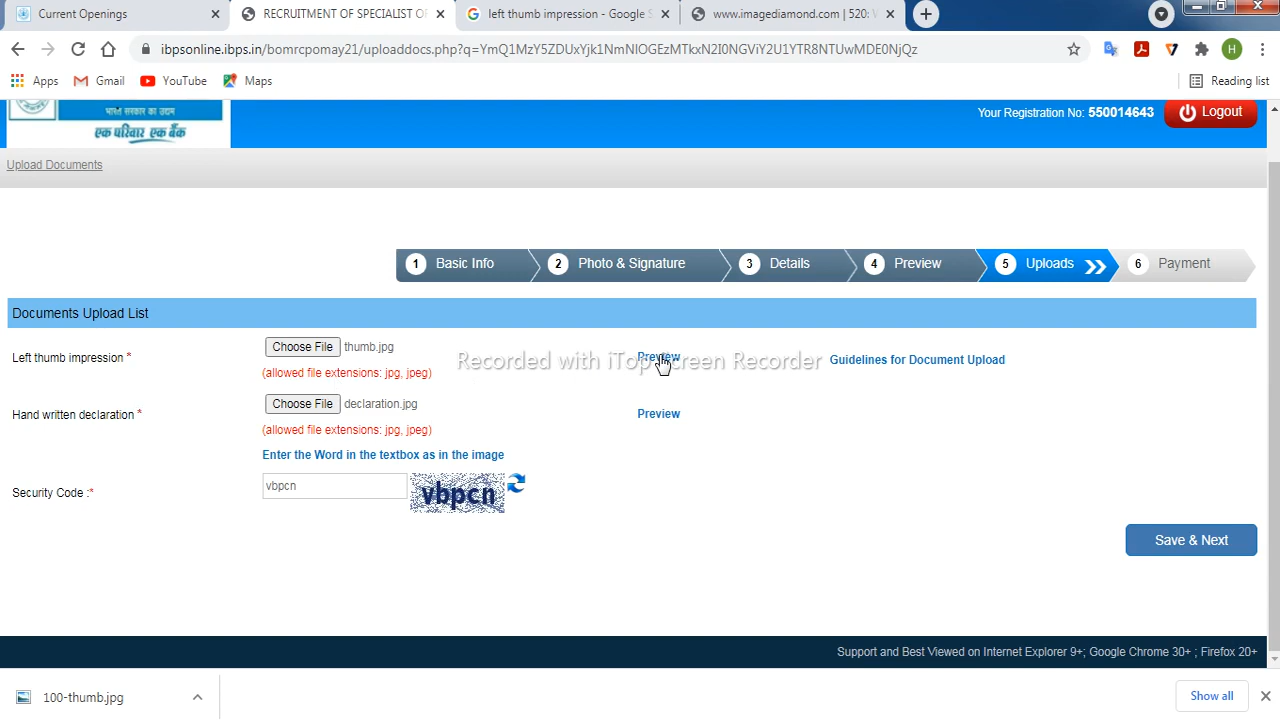 Current Openings
RECRUITMENT OF SPECIALIST OF
left thumb impression - Google S
www.imagediamond.com | 520: W
ibpsonline.ibps.in/bomrcpomay21/uploaddocs.php?q=YmQ1MzY5ZDUxYjk1NmNlOGEzMTkxN2I0NGViY2U1YTR8NTUwMDE0NjQz
H
Apps Gmail YouTube Maps Reading list
भारत सरकार का उद्यम
एक परिवार एक बैंक
Your Registration No: 550014643 Logout
Upload Documents
1 Basic Info 2 Photo & Signature 3 Details 4 Preview 5 Uploads 6 Payment
Documents Upload List
Left thumb impression * Choose File thumb.jpg Preview Guidelines for Document Upload
(allowed file extensions: jpg, jpeg)
Recorded with iTop Screen Recorder
Hand written declaration * Choose File declaration.jpg Preview
(allowed file extensions: jpg, jpeg)
Enter the Word in the textbox as in the image
Security Code :* vbpcn vbpcn
Save & Next
Support and Best Viewed on Internet Explorer 9+; Google Chrome 30+ ; Firefox 20+
100-thumb.jpg Show all